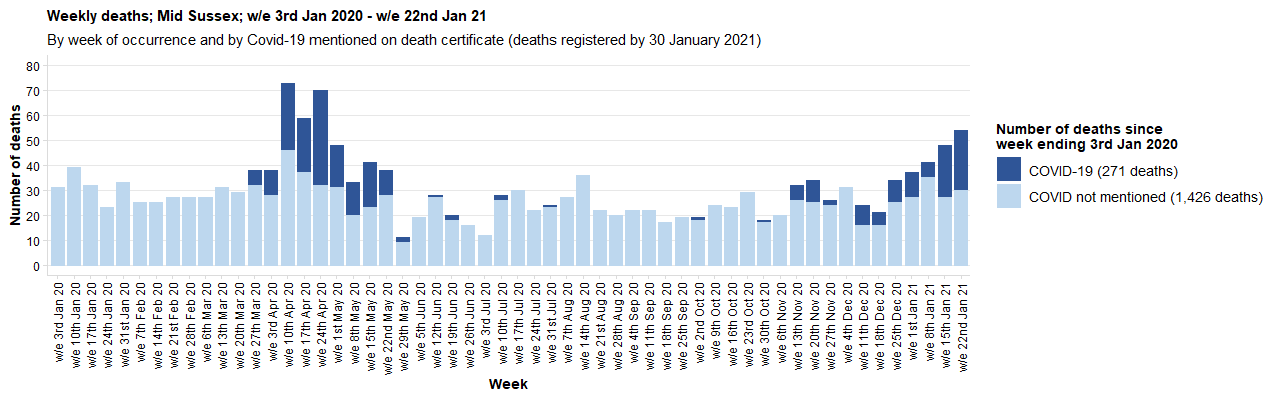 Weekly deaths; Mid Sussex; w/e 3rd Jan 2020 - w/e 22nd Jan 21
By week of occurrence and by Covid-19 mentioned on death certificate (deaths registered by 30 January 2021)
80
70
60
50
40
30
20
10
0
Number of deaths
w/e 3rd Jan 20
w/e 10th Jan 20
w/e 17th Jan 20
w/e 24th Jan 20
w/e 31st Jan 20
w/e 7th Feb 20
w/e 14th Feb 20
w/e 21st Feb 20
w/e 28th Feb 20
w/e 6th Mar 20
w/e 13th Mar 20
w/e 20th Mar 20
w/e 27th Mar 20
w/e 3rd Apr 20
w/e 10th Apr 20
w/e 17th Apr 20
w/e 24th Apr 20
w/e 1st May 20
w/e 8th May 20
w/e 15th May 20
w/e 22nd May 20
w/e 29th May 20
w/e 5th Jun 20
w/e 12th Jun 20
w/e 19th Jun 20
w/e 26th Jun 20
w/e 3rd Jul 20
w/e 10th Jul 20
w/e 17th Jul 20
w/e 24th Jul 20
w/e 31st Jul 20
w/e 7th Aug 20
w/e 14th Aug 20
w/e 21st Aug 20
w/e 28th Aug 20
w/e 4th Sep 20
w/e 11th Sep 20
w/e 18th Sep 20
w/e 25th Sep 20
w/e 2nd Oct 20
w/e 9th Oct 20
w/e 16th Oct 20
w/e 23rd Oct 20
w/e 30th Oct 20
w/e 6th Nov 20
w/e 13th Nov 20
w/e 20th Nov 20
w/e 27th Nov 20
w/e 4th Dec 20
w/e 11th Dec 20
w/e 18th Dec 20
w/e 25th Dec 20
w/e 1st Jan 21
w/e 8th Jan 21
w/e 15th Jan 21
w/e 22nd Jan 21
Week
Number of deaths since
week ending 3rd Jan 2020
COVID-19 (271 deaths)
COVID not mentioned (1,426 deaths)